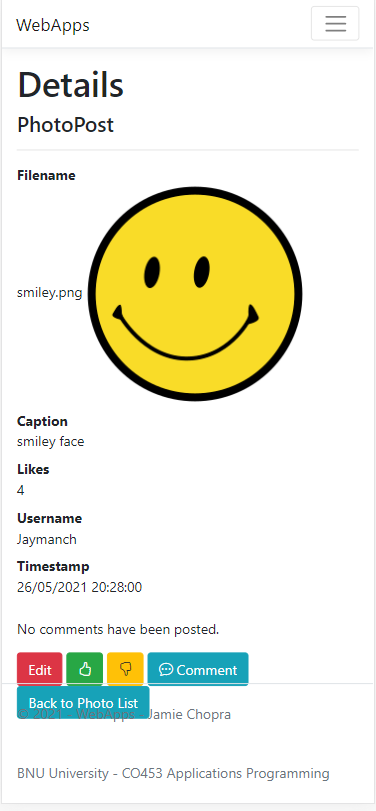 WebApps
Details
PhotoPost
Filename
smiley.png
Caption
smiley face
Likes
4
Username
Jaymanch
Timestamp
26/05/2021 20:28:00
No comments have been posted.
Edit Comment
Back to Photo List
© 2021 - WebApps - Jamie Chopra
BNU University - CO453 Applications Programming